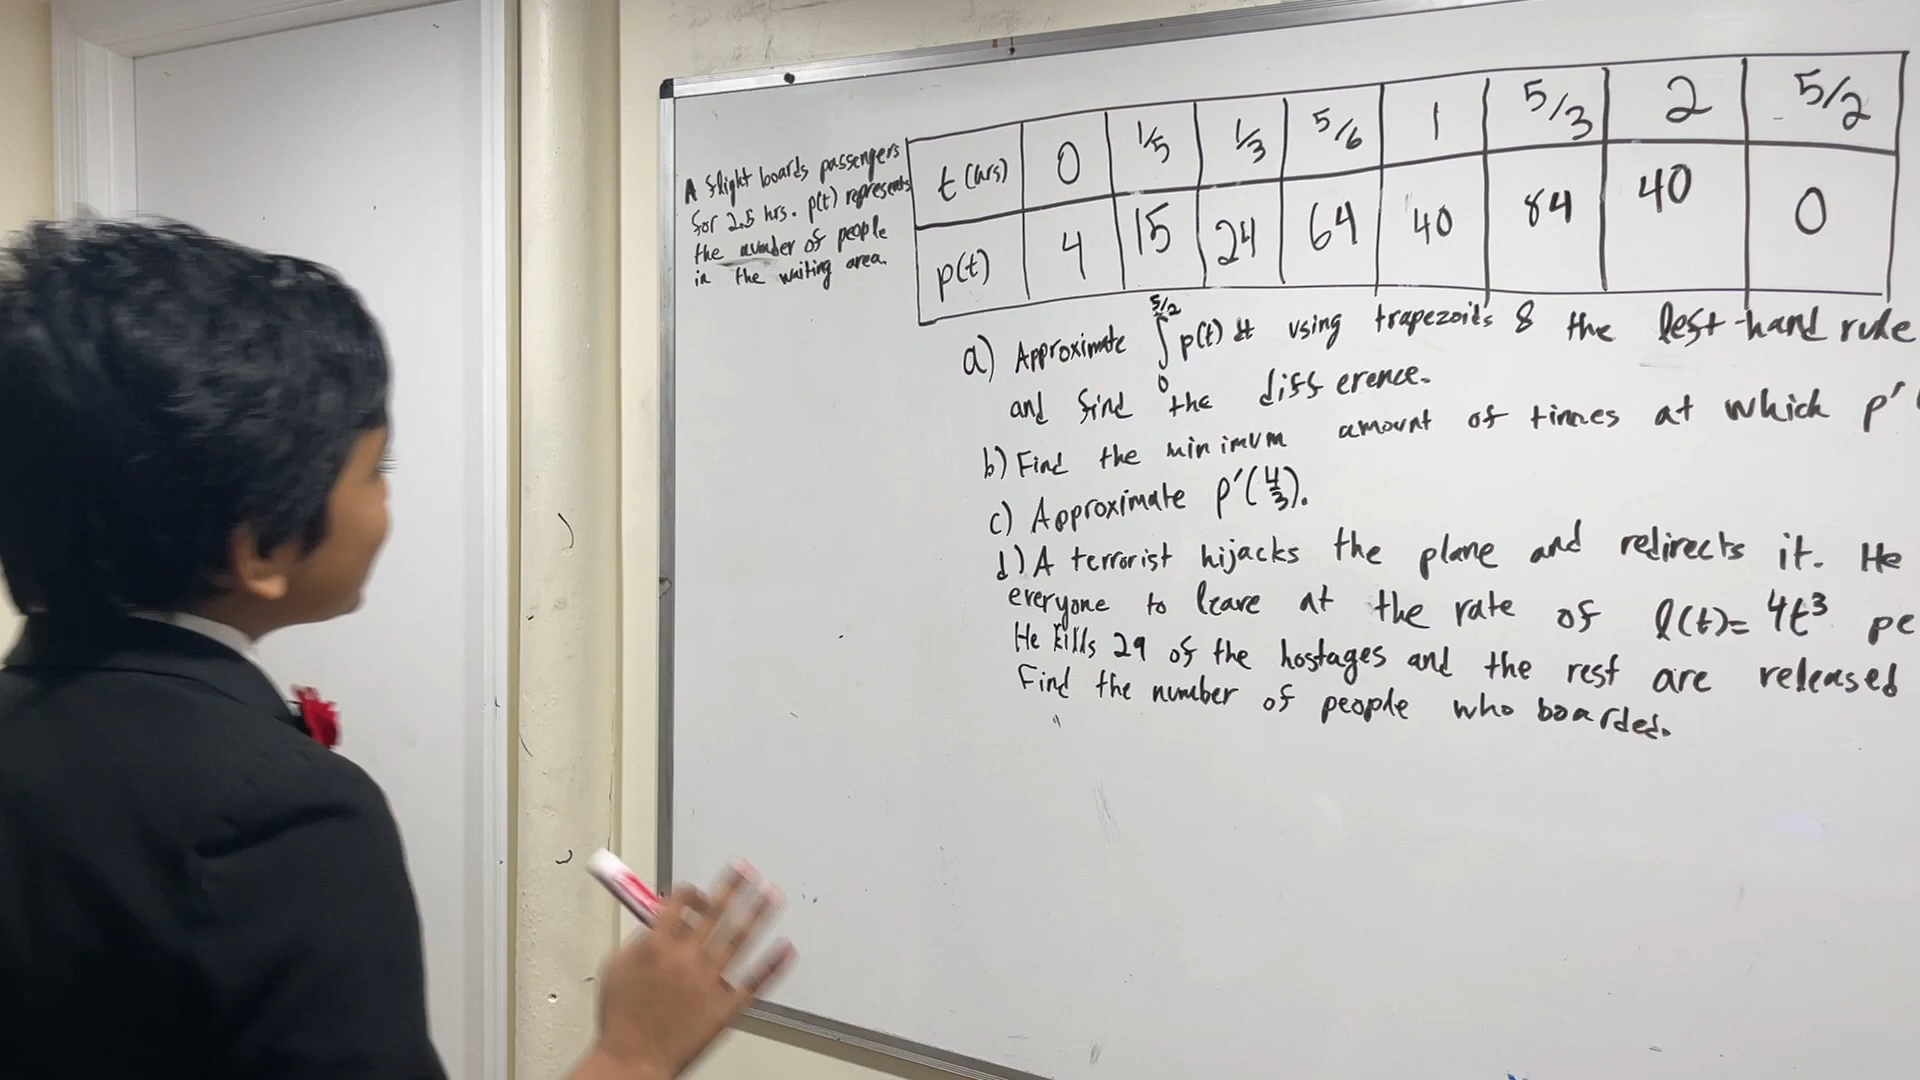 A flight boards passengers
for 2.5 hrs. p(t) represents
the number of people
in the waiting area.
t (hrs) 0 1/5 1/3 5/6 1 5/3 2 5/2
p(t) 4 15 24 64 40 84 40 0
a) Approximate ∫₀^5/2 p(t) dt using trapezoids & the left-hand rule
and find the difference.
b) Find the minimum amount of times at which p'
c) Approximate p'(4/3).
d) A terrorist hijacks the plane and redirects it. He
everyone to leave at the rate of l(t)= 4t³ pe
He kills 29 of the hostages and the rest are released
Find the number of people who boarded.